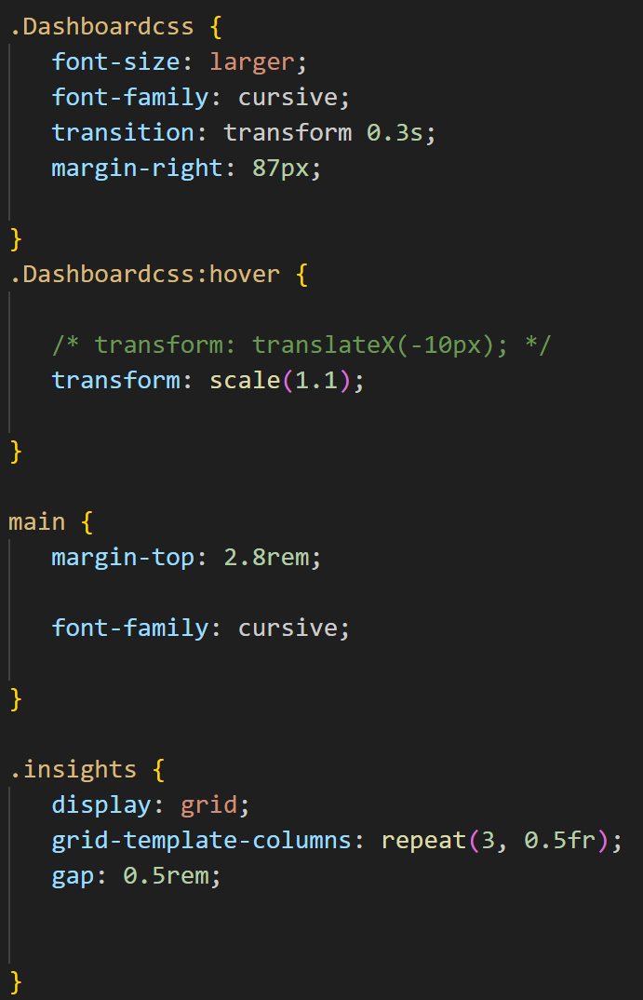 .Dashboardcss {
font-size: larger;
font-family: cursive;
transition: transform 0.3s;
margin-right: 87px;
}
.Dashboardcss:hover {
/* transform: translateX(-10px); */
transform: scale(1.1);
}
main {
margin-top: 2.8rem;
font-family: cursive;
}
.insights {
display: grid;
grid-template-columns: repeat(3, 0.5fr);
gap: 0.5rem;
}